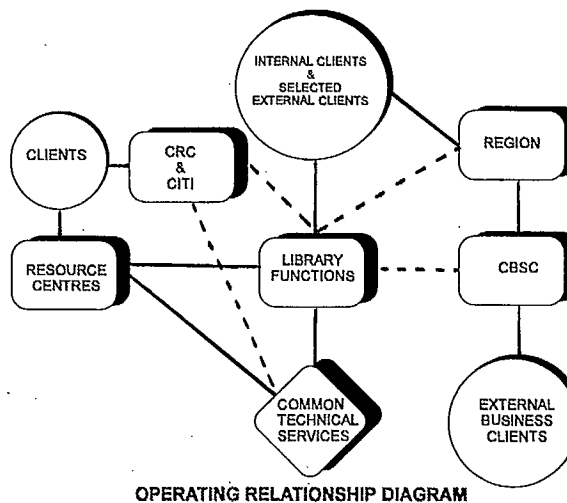 INTERNAL CLIENTS
&
SELECTED
EXTERNAL CLIENTS
CLIENTS
CRC
&
CITI
REGION
RESOURCE
CENTRES
LIBRARY
FUNCTIONS
CBSC
COMMON
TECHNICAL
SERVICES
EXTERNAL
BUSINESS
CLIENTS
OPERATING RELATIONSHIP DIAGRAM